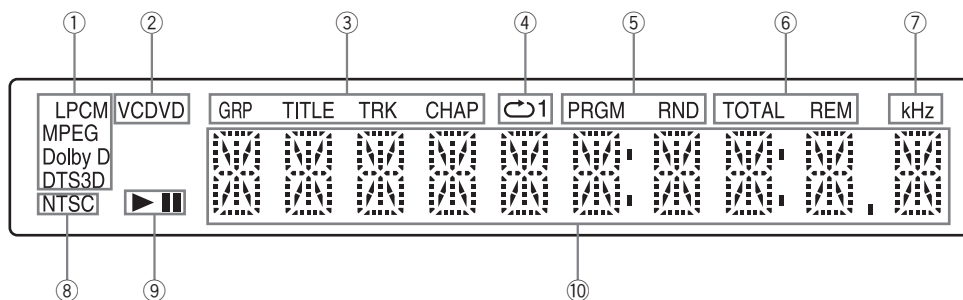 ① ② ③ ④ ⑤ ⑥ ⑦
LPCM VCDVD GRP TITLE TRK CHAP 1 PRGM RND TOTAL REM kHz
MPEG
Dolby D
DTS3D
NTSC
⑧ ⑨ ⑩